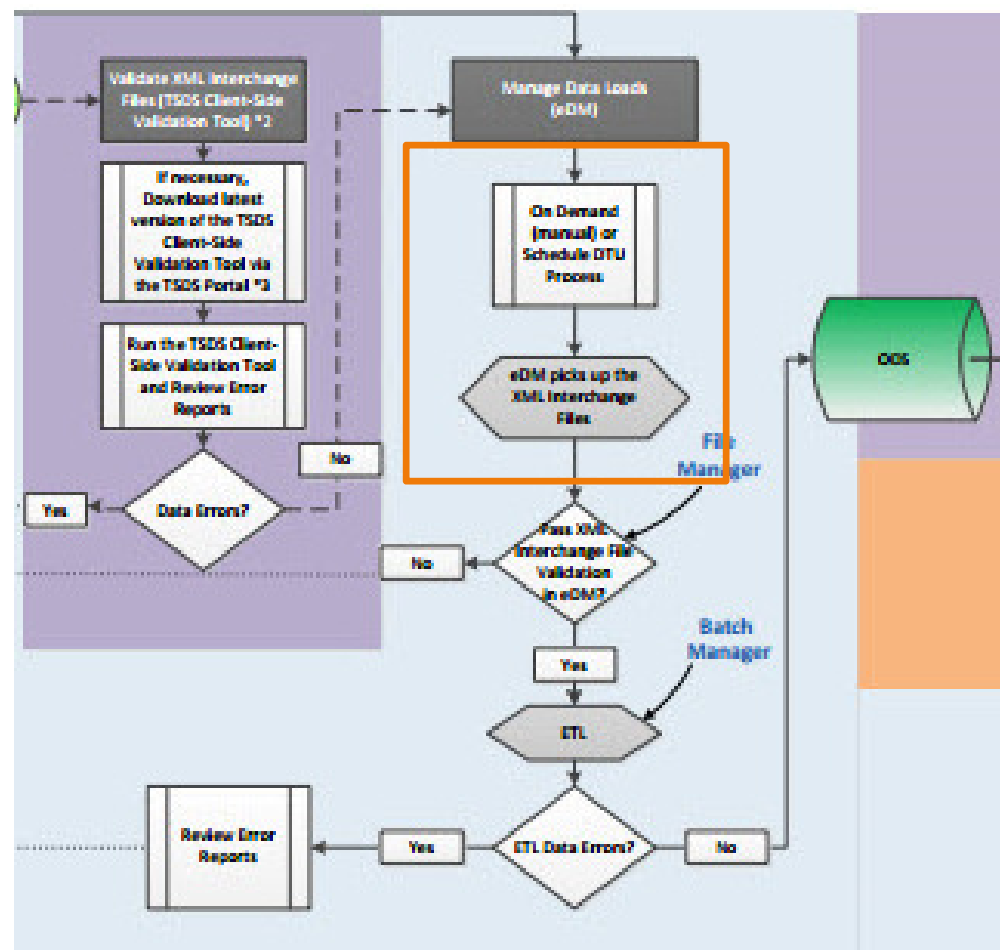 Validate XML Interchange
Files (TSDS Client-Side
Validation Tool) *2
If necessary,
Download latest
version of the TSDS
Client-Side
Validation Tool via
the TSDS Portal *3
Run the TSDS Client-
Side Validation Tool
and Review Error
Reports
No
Yes
Data Errors?
Manage Data Loads
(eDM)
On Demand
(manual) or
Schedule DTU
Process
eDM picks up the
XML Interchange
Files
File
Manager
Pass XML
Interchange File
Validation
in eDM?
No
Yes
Batch
Manager
ETL
ETL Data Errors?
Yes
No
Review Error
Reports
ODS